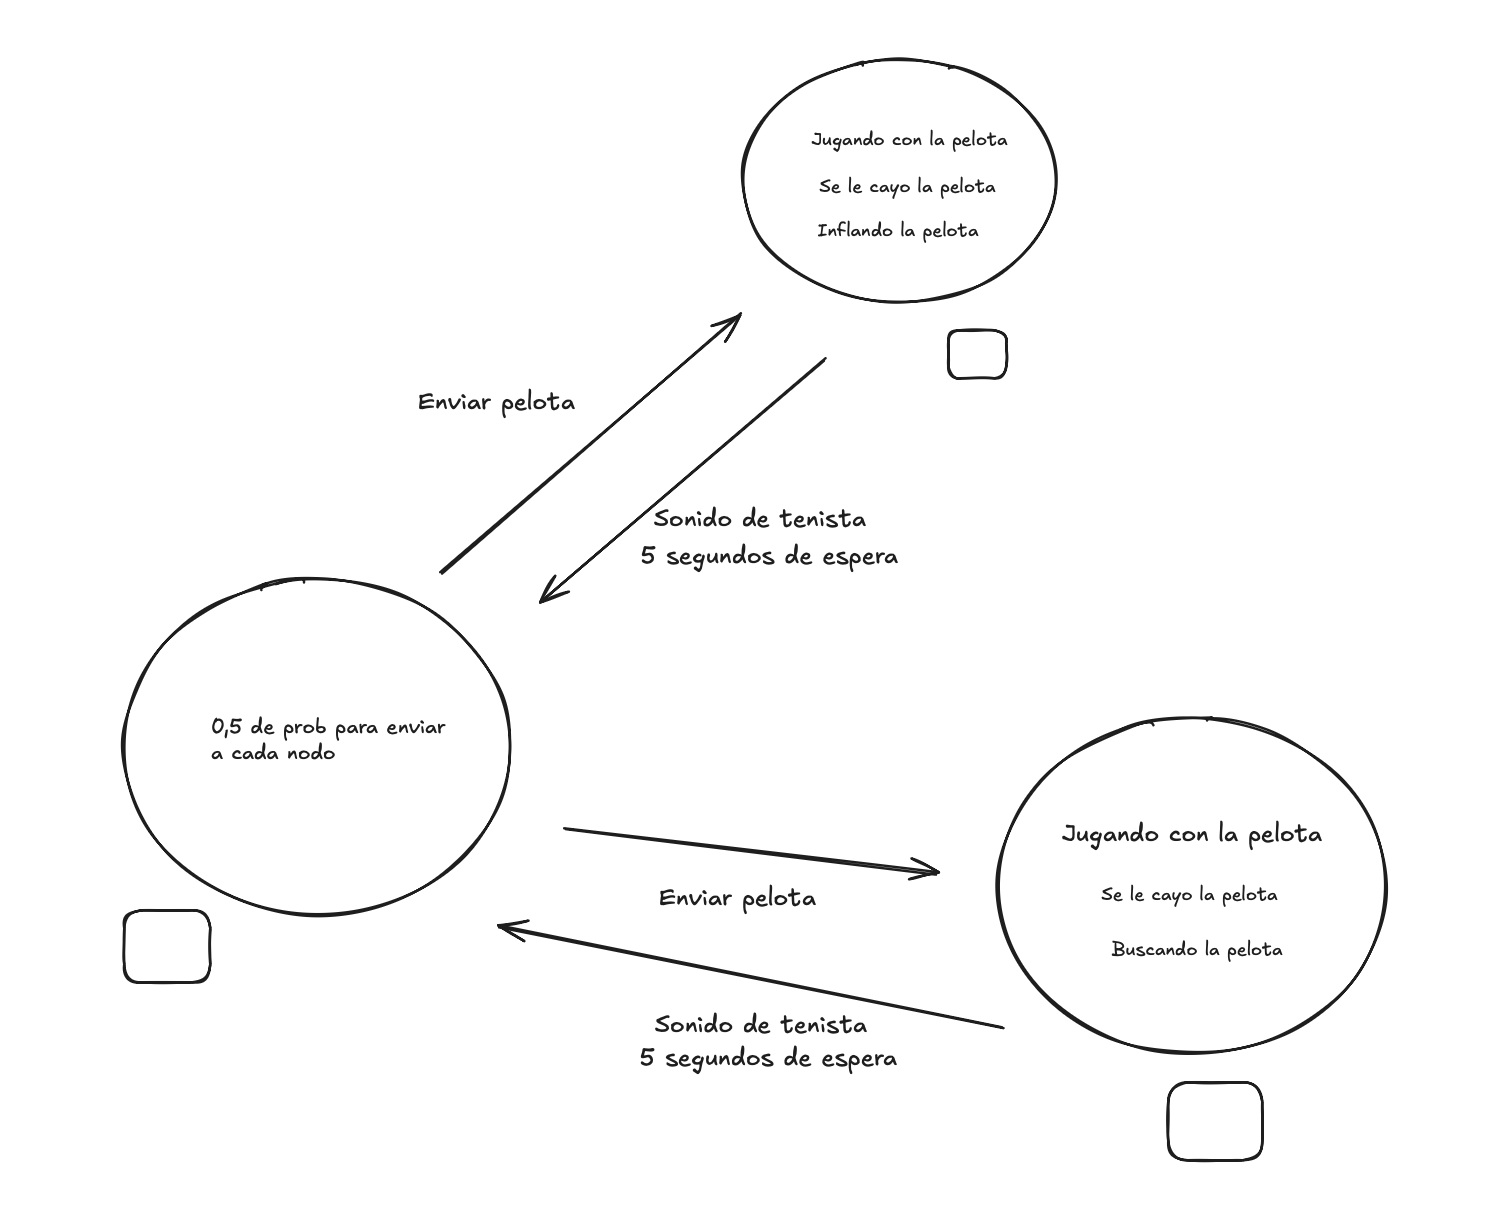 Jugando con la pelota
Se le cayo la pelota
Inflando la pelota
Enviar pelota
Sonido de tenista
5 segundos de espera
0,5 de prob para enviar
a cada nodo
Enviar pelota
Sonido de tenista
5 segundos de espera
Jugando con la pelota
Se le cayo la pelota
Buscando la pelota